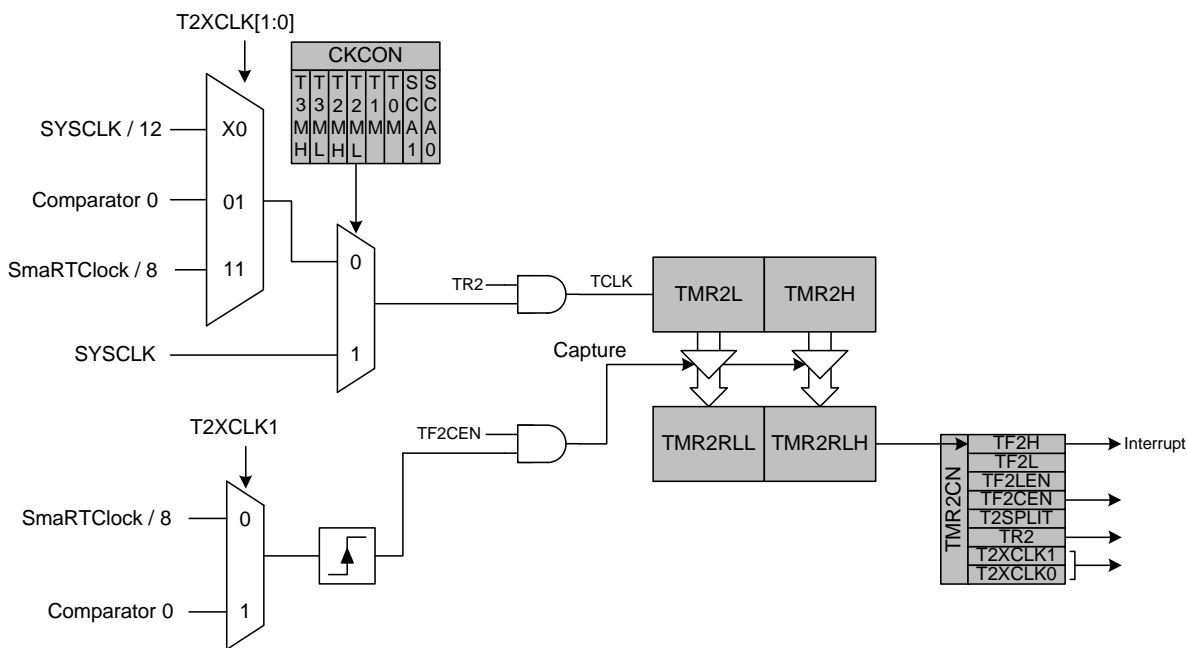 T2XCLK[1:0]
CKCON
T3MH
T3ML
T2MH
T2ML
T1M
T0M
SCA1
SCA0
SYSCLK / 12
X0
Comparator 0
01
SmaRTClock / 8
11
0
TR2
TCLK
TMR2L
TMR2H
SYSCLK
1
Capture
T2XCLK1
TF2CEN
TMR2RLL
TMR2RLH
TMR2CN
TF2H
Interrupt
TF2L
TF2LEN
TF2CEN
T2SPLIT
TR2
T2XCLK1
T2XCLK0
SmaRTClock / 8
0
Comparator 0
1